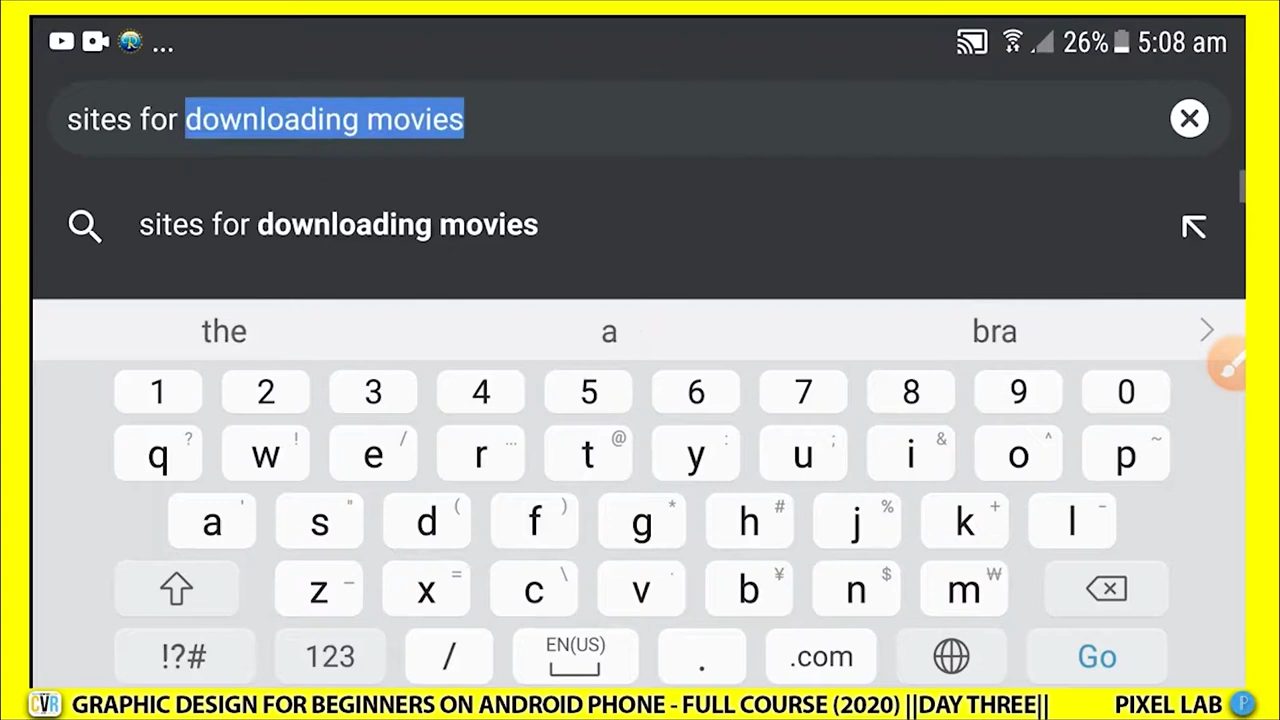 ... 26% 5:08 am
sites for downloading movies
sites for downloading movies
the a bra
1 2 3 4 5 6 7 8 9 0
q ? w ! e / r ... t @ y : u ; i & o ^ p ~
a ' s " d ( f ) g * h # j % k + l -
z – x = c \ v · b ¥ n $ m ₩
!?# 123 / EN(US) . .com Go
CVR GRAPHIC DESIGN FOR BEGINNERS ON ANDROID PHONE - FULL COURSE (2020) ||DAY THREE|| PIXEL LAB P